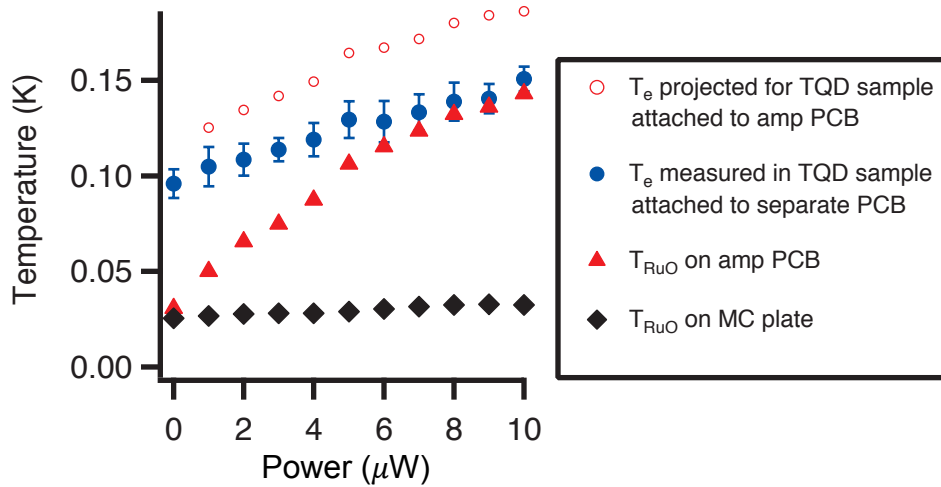 0.15
0.10
0.05
0.00
Temperature (K)
0 2 4 6 8 10
Power (μW)
Te projected for TQD sample
attached to amp PCB
Te measured in TQD sample
attached to separate PCB
TRuO on amp PCB
TRuO on MC plate